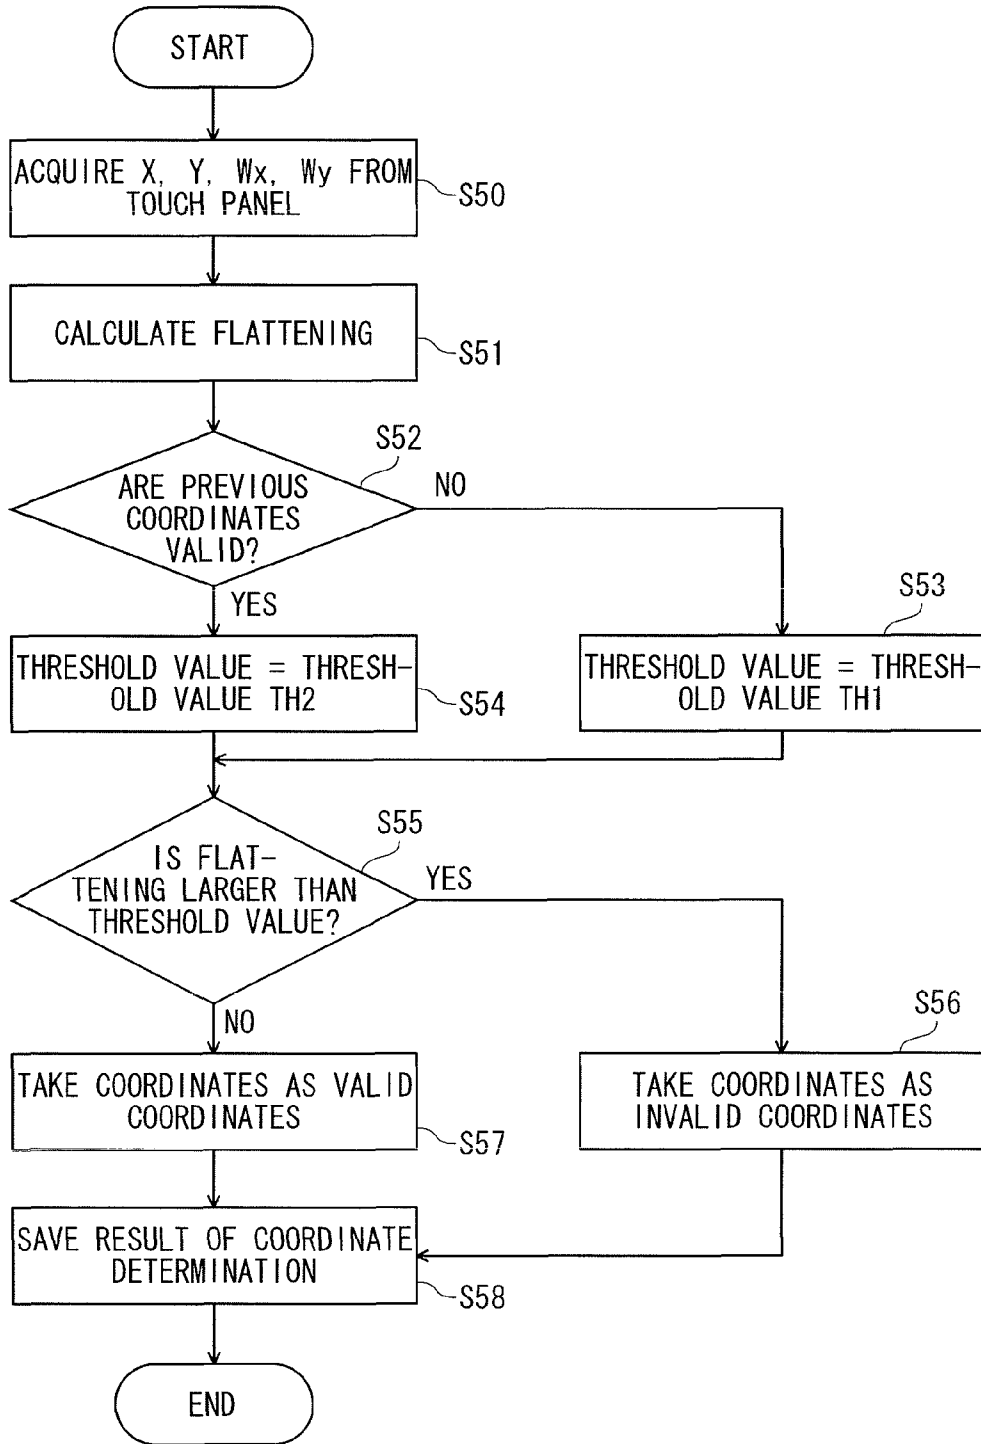 START
ACQUIRE X, Y, Wx, Wy FROM
TOUCH PANEL
S50
CALCULATE FLATTENING
S51
S52
ARE PREVIOUS
COORDINATES
VALID?
NO
YES
S53
THRESHOLD VALUE = THRESH-
OLD VALUE TH2
S54
THRESHOLD VALUE = THRESH-
OLD VALUE TH1
S55
IS FLAT-
TENING LARGER THAN
THRESHOLD VALUE?
YES
NO
S56
TAKE COORDINATES AS VALID
COORDINATES
S57
TAKE COORDINATES AS
INVALID COORDINATES
SAVE RESULT OF COORDINATE
DETERMINATION
S58
END